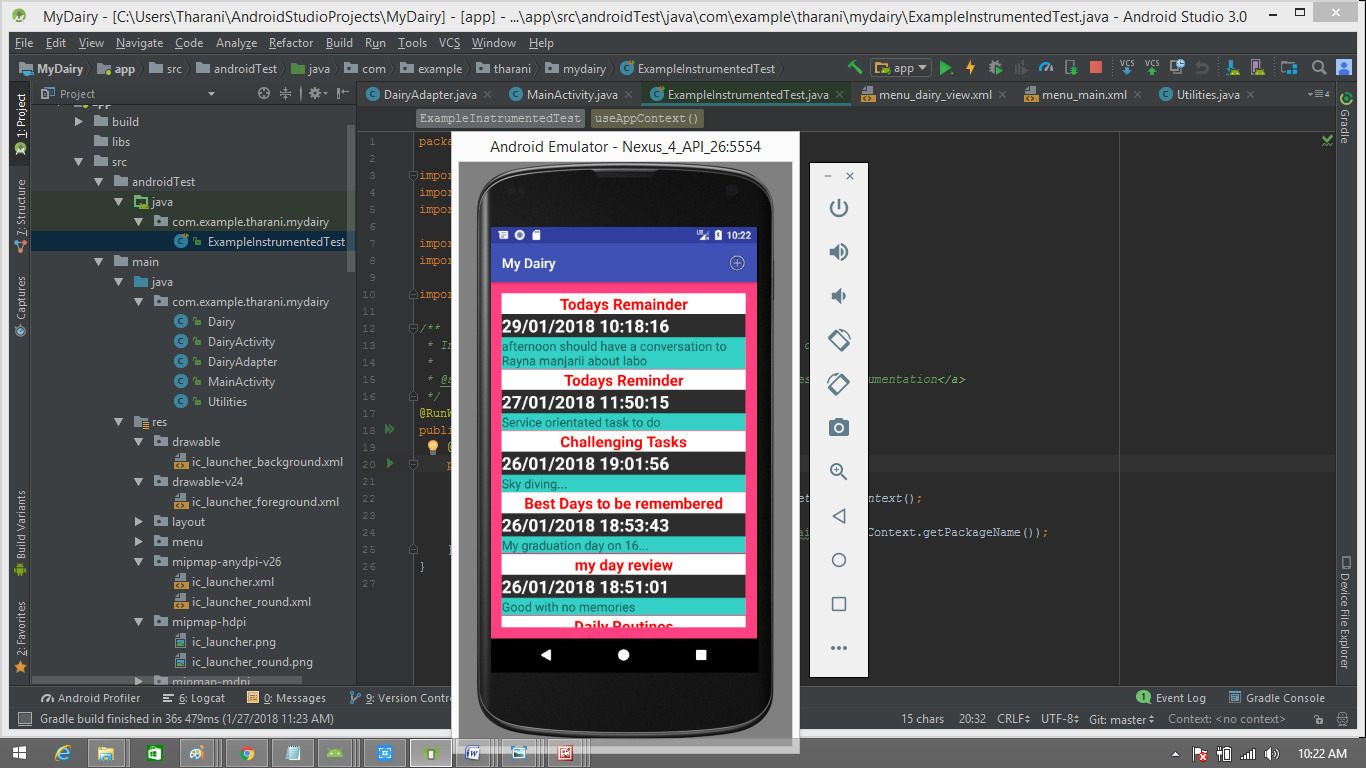 MyDairy - [C:\Users\Tharani\AndroidStudioProjects\MyDairy] - [app] - ...\app\src\androidTest\java\com\example\tharani\mydairy\ExampleInstrumentedTest.java - Android Studio 3.0
File Edit View Navigate Code Analyze Refactor Build Run Tools VCS Window Help
MyDairy app src androidTest java com example tharani mydairy ExampleInstrumentedTest app VCS VCS
Project
DairyAdapter.java MainActivity.java ExampleInstrumentedTest.java menu_dairy_view.xml menu_main.xml Utilities.java 4
ExampleInstrumentedTest useAppContext()
1: Project
7: Structure
Captures
Build Variants
2: Favorites
app
build
libs
src
androidTest
java
com.example.tharani.mydairy
ExampleInstrumentedTest
main
java
com.example.tharani.mydairy
Dairy
DairyActivity
DairyAdapter
MainActivity
Utilities
res
drawable
ic_launcher_background.xml
drawable-v24
ic_launcher_foreground.xml
layout
menu
mipmap-anydpi-v26
ic_launcher.xml
ic_launcher_round.xml
mipmap-hdpi
ic_launcher.png
ic_launcher_round.png
mipmap-mdpi
1 packa
2
3 impor
4 impor
5 impor
6
7 impor
8 impor
9
10 impor
11
12 /**
13 * In
14 *
15 * @s umentation</a>
16 */
17 @RunW
18 publi
19 @
20 p
21
22 ontext();
23
24 Context.getPackageName());
25 }
26 }
27
Android Emulator - Nexus_4_API_26:5554
10:22
My Dairy
Todays Remainder
29/01/2018 10:18:16
afternoon should have a conversation to
Rayna manjarii about labo
Todays Reminder
27/01/2018 11:50:15
Service orientated task to do
Challenging Tasks
26/01/2018 19:01:56
Sky diving...
Best Days to be remembered
26/01/2018 18:53:43
My graduation day on 16...
my day review
26/01/2018 18:51:01
Good with no memories
Daily Routines
Gradle
Device File Explorer
Android Profiler 6: Logcat 0: Messages 9: Version Contr 1 Event Log Gradle Console
Gradle build finished in 36s 479ms (1/27/2018 11:23 AM) 15 chars 20:32 CRLF UTF-8 Git: master Context: <no context>
10:22 AM